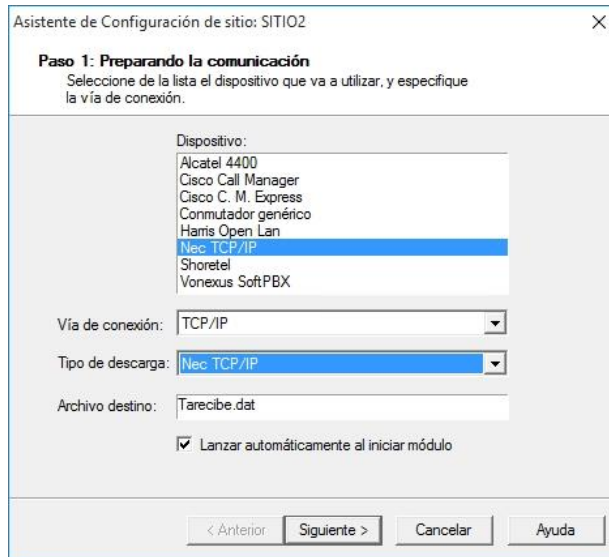 Asistente de Configuración de sitio: SITIO2
Paso 1: Preparando la comunicación
Seleccione de la lista el dispositivo que va a utilizar, y especifique
la vía de conexión.
Dispositivo:
Alcatel 4400
Cisco Call Manager
Cisco C. M. Express
Conmutador genérico
Harris Open Lan
Nec TCP/IP
Shoretel
Vonexus SoftPBX
Vía de conexión: TCP/IP
Tipo de descarga: Nec TCP/IP
Archivo destino: Tarecibe.dat
Lanzar automáticamente al iniciar módulo
< Anterior Siguiente > Cancelar Ayuda